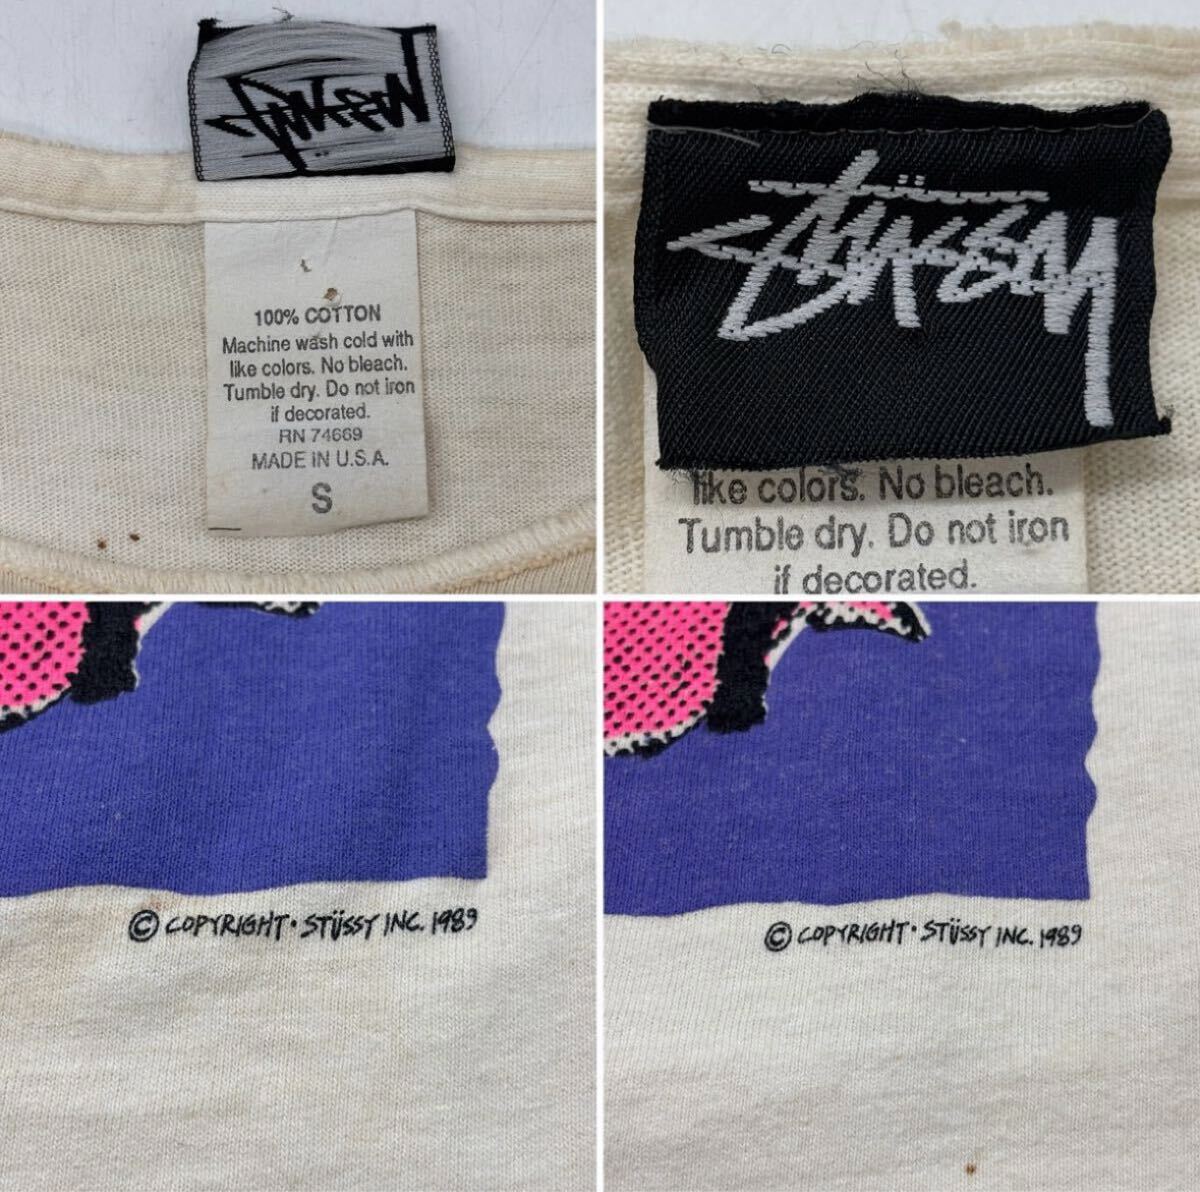 100% COTTON
Machine wash cold with
like colors. No bleach.
Tumble dry. Do not iron
if decorated.
RN 74669
MADE IN U.S.A.
S
STÜSSY
like colors. No bleach.
Tumble dry. Do not iron
if decorated.
© COPYRIGHT · STÜSSY INC. 1989
© COPYRIGHT · STÜSSY INC. 1989